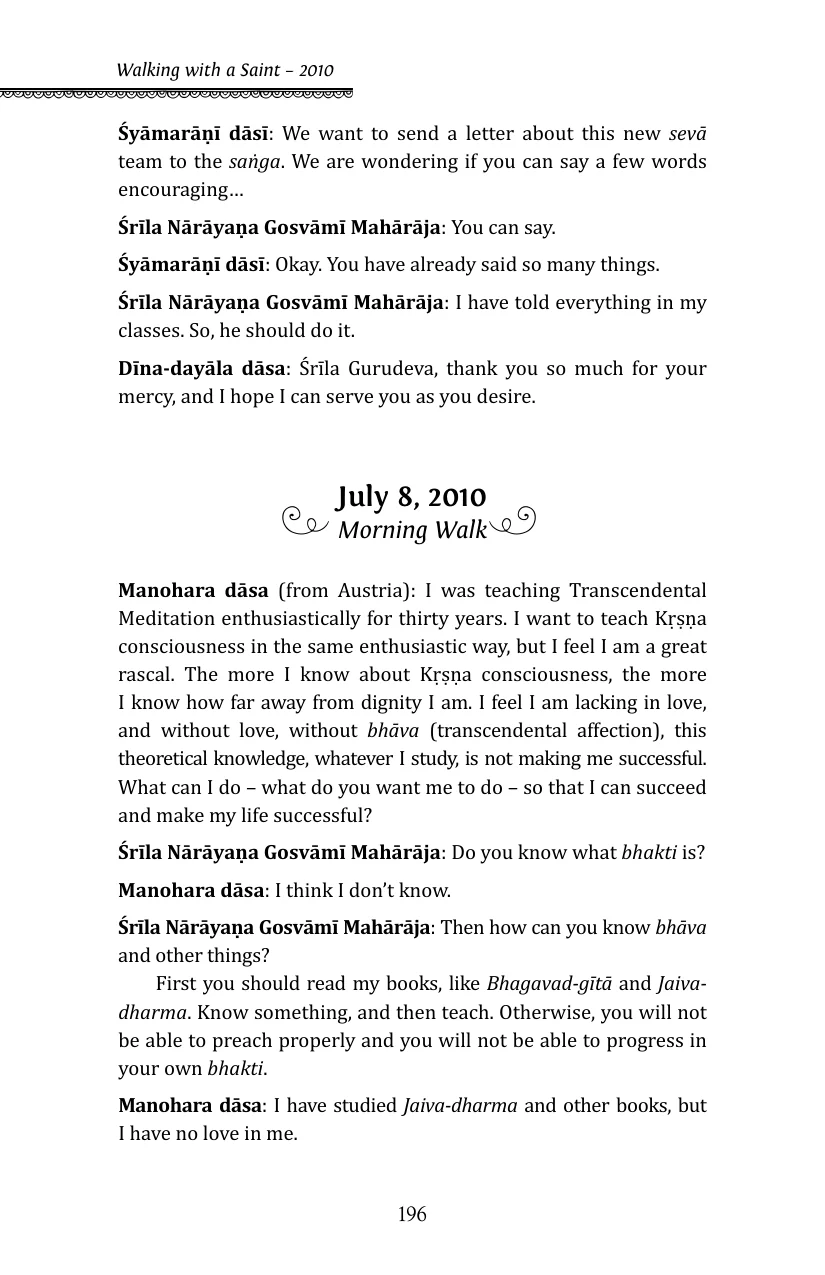 Walking with a Saint – 2010
Śyāmarāṇī dāsī: We want to send a letter about this new sevā
team to the saṅga. We are wondering if you can say a few words
encouraging…
Śrīla Nārāyaṇa Gosvāmī Mahārāja: You can say.
Śyāmarāṇī dāsī: Okay. You have already said so many things.
Śrīla Nārāyaṇa Gosvāmī Mahārāja: I have told everything in my
classes. So, he should do it.
Dīna-dayāla dāsa: Śrīla Gurudeva, thank you so much for your
mercy, and I hope I can serve you as you desire.
July 8, 2010
Morning Walk
Manohara dāsa (from Austria): I was teaching Transcendental
Meditation enthusiastically for thirty years. I want to teach Kṛṣṇa
consciousness in the same enthusiastic way, but I feel I am a great
rascal. The more I know about Kṛṣṇa consciousness, the more
I know how far away from dignity I am. I feel I am lacking in love,
and without love, without bhāva (transcendental affection), this
theoretical knowledge, whatever I study, is not making me successful.
What can I do – what do you want me to do – so that I can succeed
and make my life successful?
Śrīla Nārāyaṇa Gosvāmī Mahārāja: Do you know what bhakti is?
Manohara dāsa: I think I don’t know.
Śrīla Nārāyaṇa Gosvāmī Mahārāja: Then how can you know bhāva
and other things?
First you should read my books, like Bhagavad-gītā and Jaiva-
dharma. Know something, and then teach. Otherwise, you will not
be able to preach properly and you will not be able to progress in
your own bhakti.
Manohara dāsa: I have studied Jaiva-dharma and other books, but
I have no love in me.
196